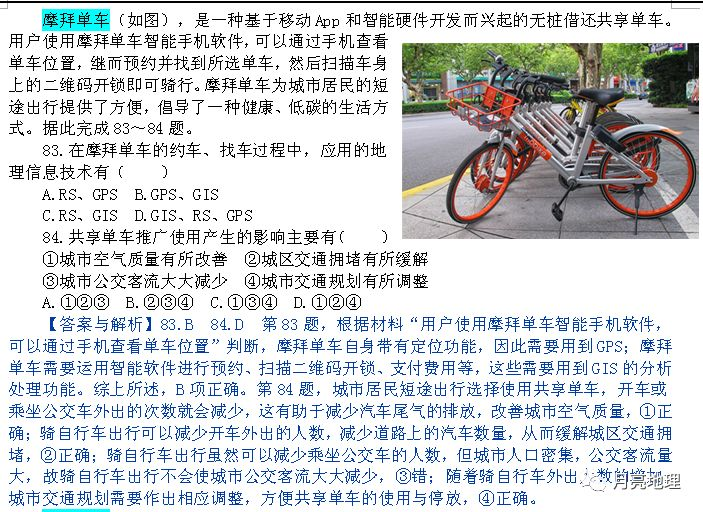 摩拜单车（如图），是一种基于移动App和智能硬件开发而兴起的无桩借还共享单车。
用户使用摩拜单车智能手机软件，可以通过手机查看
单车位置，继而预约并找到所选单车，然后扫描车身
上的二维码开锁即可骑行。摩拜单车为城市居民的短
途出行提供了方便，倡导了一种健康、低碳的生活方
式。据此完成83～84题。
83.在摩拜单车的约车、找车过程中，应用的地
理信息技术有（　　）
A.RS、GPS　B.GPS、GIS
C.RS、GIS　D.GIS、RS、GPS
84.共享单车推广使用产生的影响主要有(　　)
①城市空气质量有所改善　②城区交通拥堵有所缓解
③城市公交客流大大减少　④城市交通规划有所调整
A.①②③　B.②③④　C.①③④　D.①②④
【答案与解析】83.B　84.D　第83题，根据材料“用户使用摩拜单车智能手机软件，
可以通过手机查看单车位置”判断，摩拜单车自身带有定位功能，因此需要用到GPS；摩拜
单车需要运用智能软件进行预约、扫描二维码开锁、支付费用等，这些需要用到GIS的分析
处理功能。综上所述，B项正确。第84题，城市居民短途出行选择使用共享单车，开车或
乘坐公交车外出的次数就会减少，这有助于减少汽车尾气的排放，改善城市空气质量，①正
确；骑自行车出行可以减少开车外出的人数，减少道路上的汽车数量，从而缓解城区交通拥
堵，②正确；骑自行车出行虽然可以减少乘坐公交车的人数，但城市人口密集，公交客流量
大，故骑自行车出行不会使城市公交客流大大减少，③错；随着骑自行车外出人数的增加，
城市交通规划需要作出相应调整，方便共享单车的使用与停放，④正确。
月亮地理